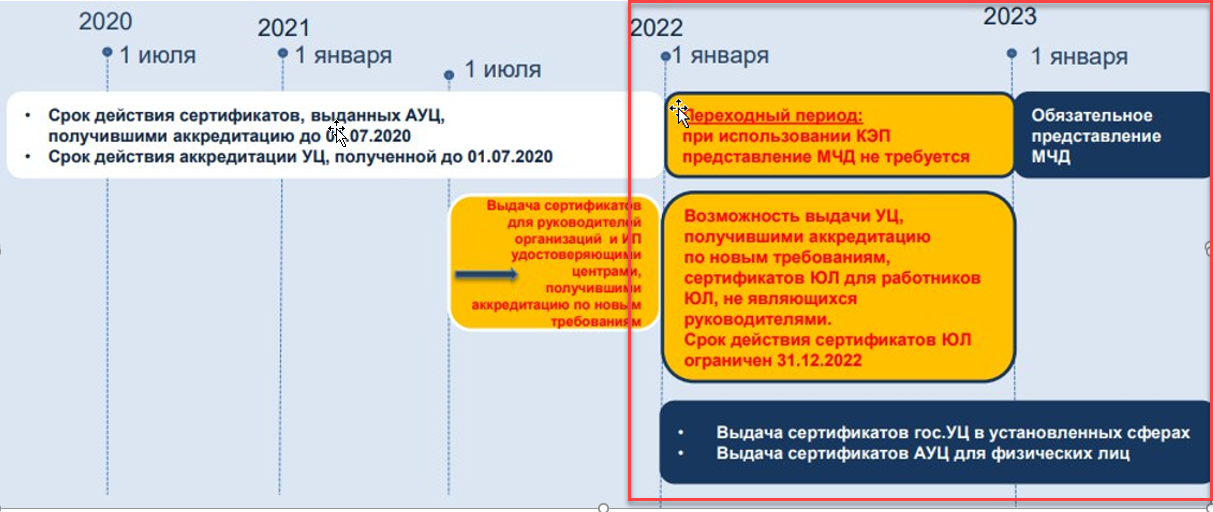 2020
2021
2022
2023
1 июля
1 января
1 июля
1 января
1 января
• Срок действия сертификатов, выданных АУЦ,
получившими аккредитацию до 01.07.2020
• Срок действия аккредитации УЦ, полученной до 01.07.2020
Переходный период:
при использовании КЭП
представление МЧД не требуется
Обязательное
представление
МЧД
Выдача сертификатов
для руководителей
организаций и ИП
удостоверяющими
центрами,
получившими
аккредитацию по новым
требованиям
Возможность выдачи УЦ,
получившими аккредитацию
по новым требованиям,
сертификатов ЮЛ для работников
ЮЛ, не являющихся
руководителями.
Срок действия сертификатов ЮЛ
ограничен 31.12.2022
• Выдача сертификатов гос.УЦ в установленных сферах
• Выдача сертификатов АУЦ для физических лиц